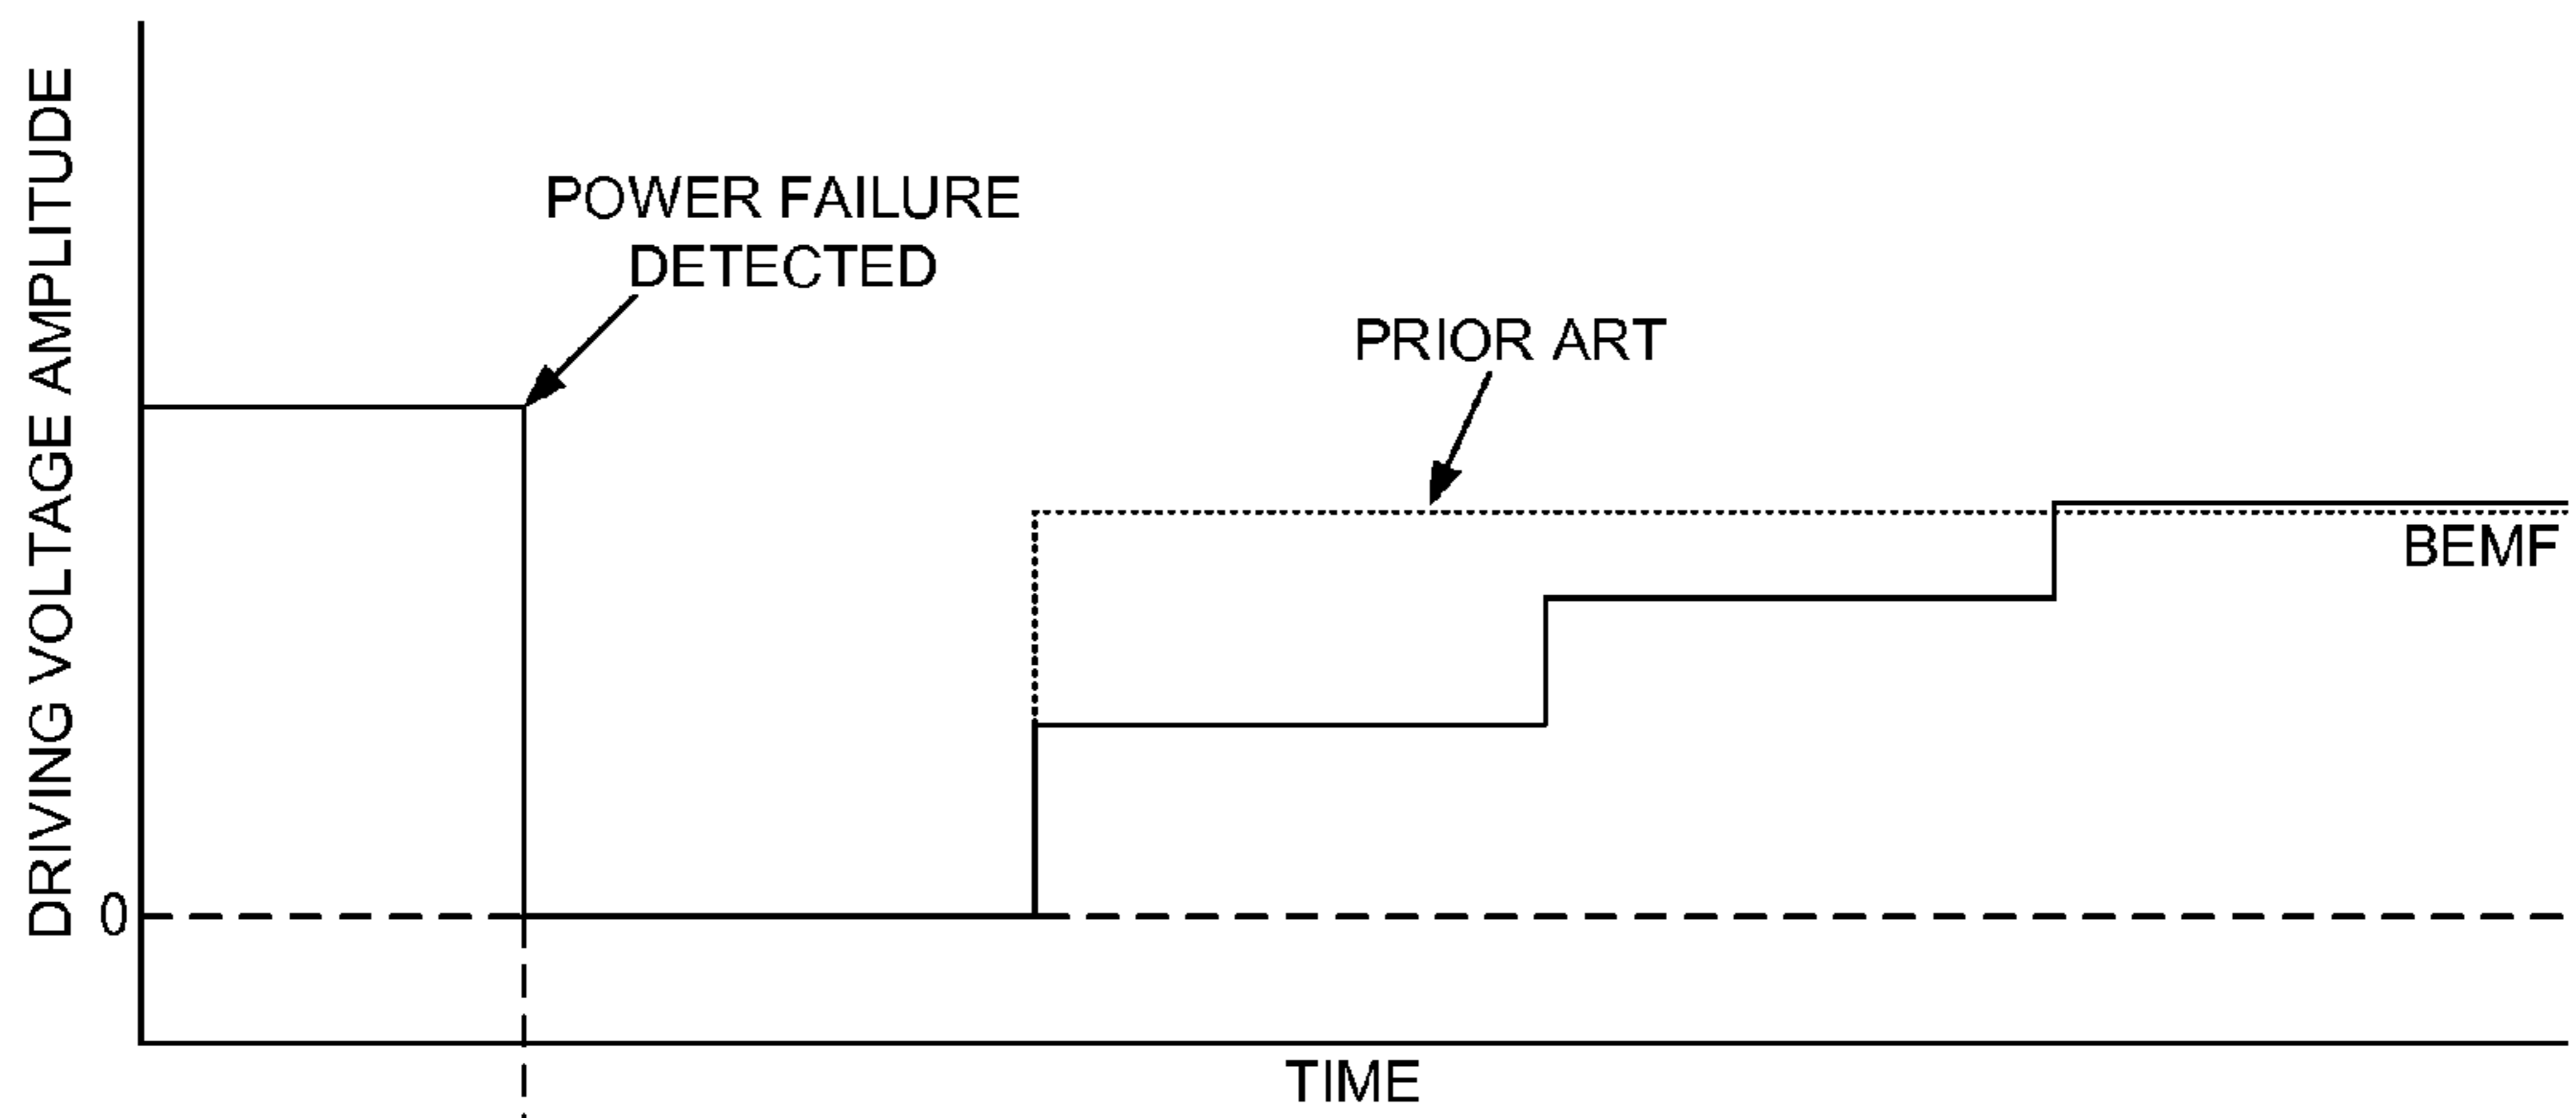 DRIVING VOLTAGE AMPLITUDE
POWER FAILURE
DETECTED
PRIOR ART
BEMF
0
TIME